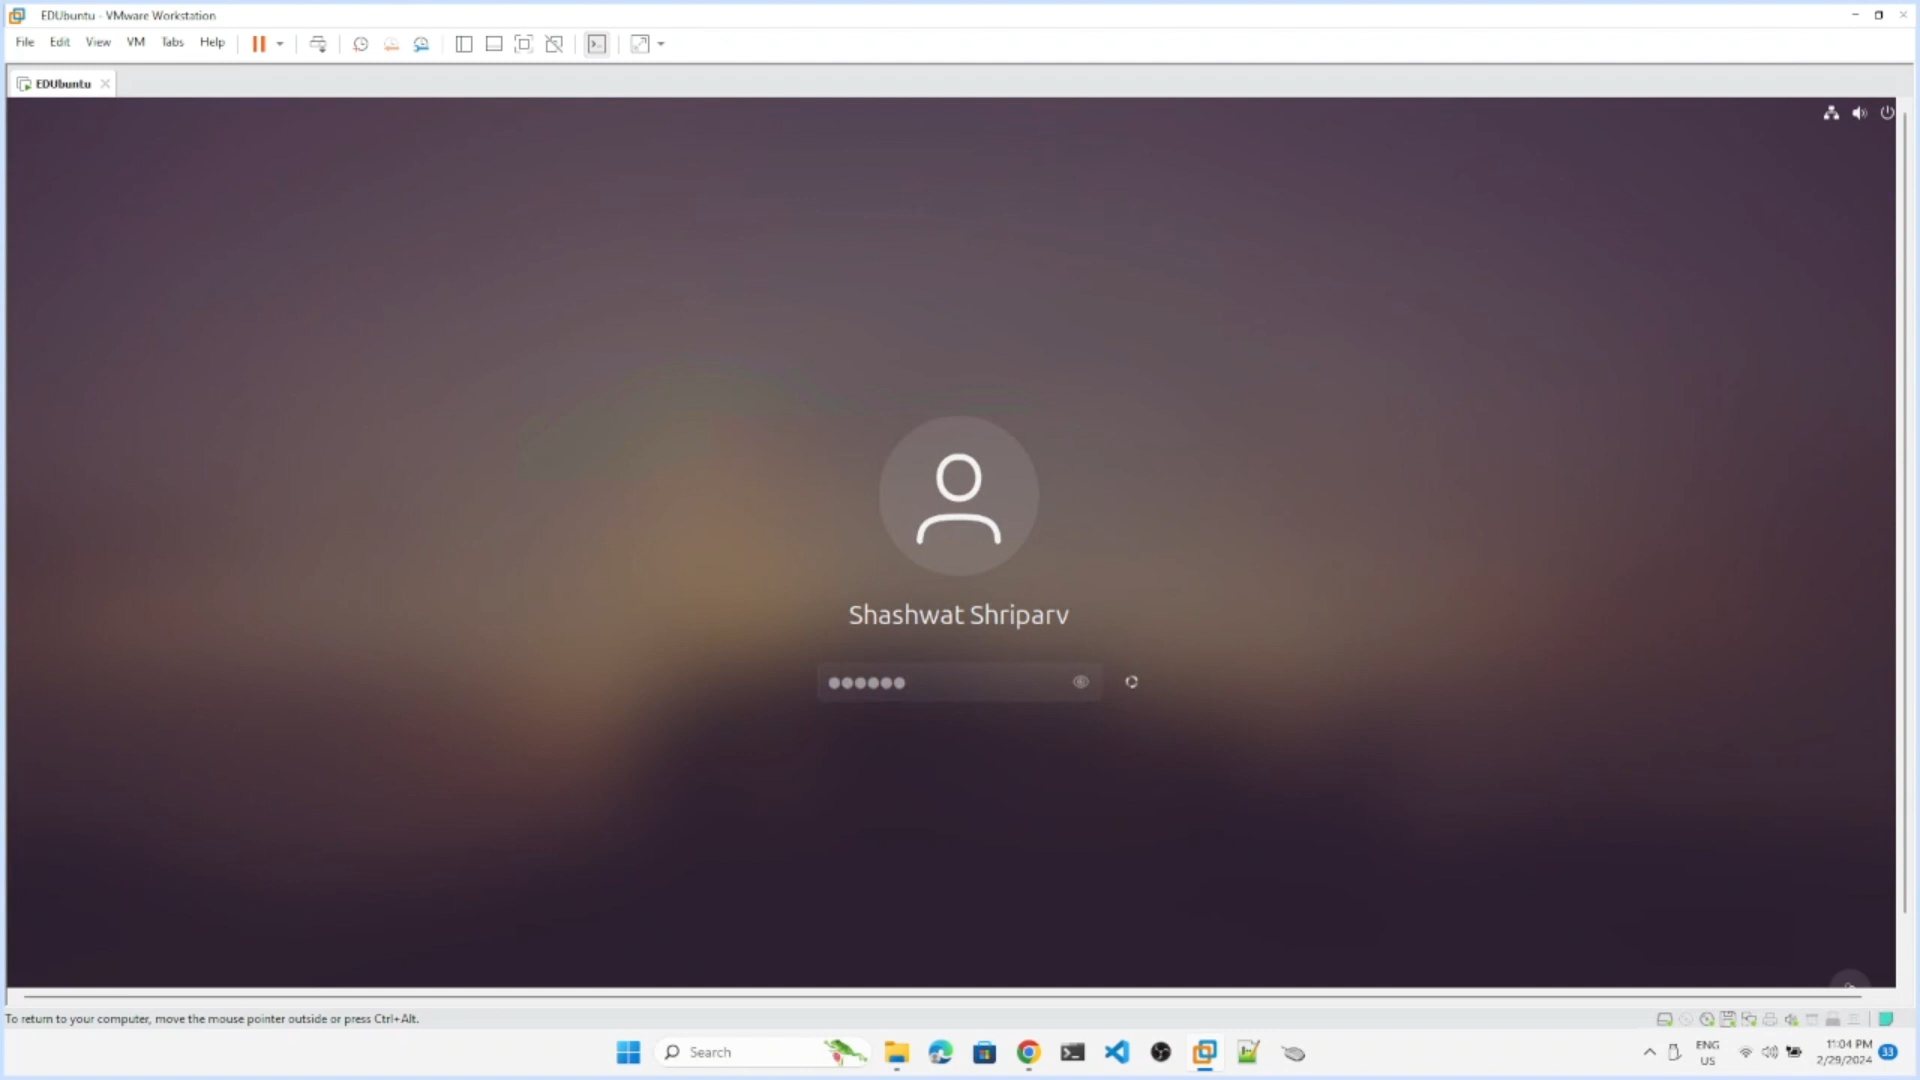 EDUbuntu - VMware Workstation
File Edit View VM Tabs Help
EDUbuntu
Shashwat Shriparv
To return to your computer, move the mouse pointer outside or press Ctrl+Alt.
Search
ENG
US
11:04 PM
2/29/2024
33